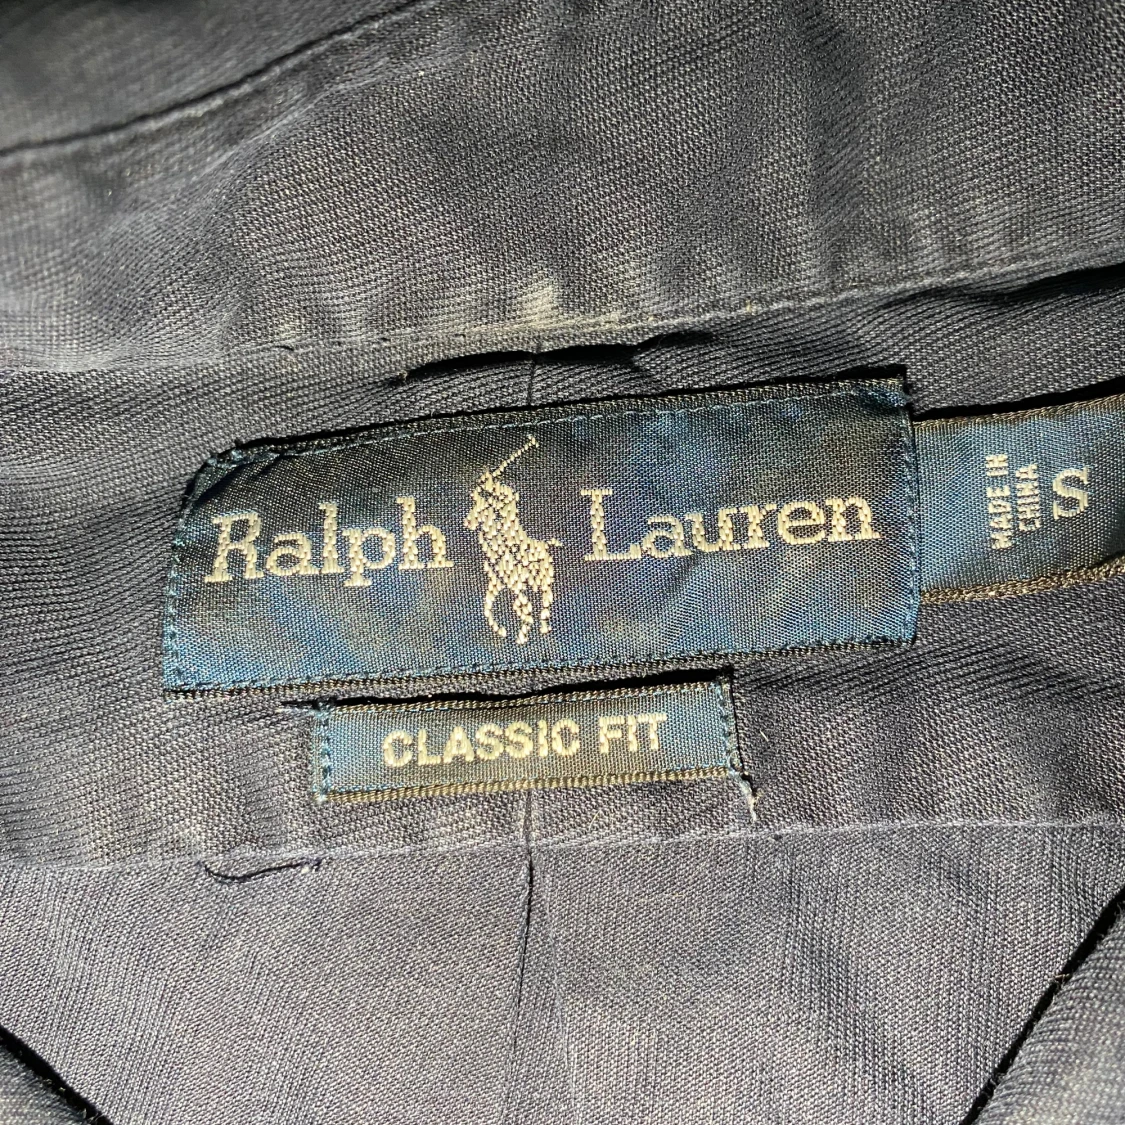 Ralph Lauren
MADE IN
CHINA
S
CLASSIC FIT